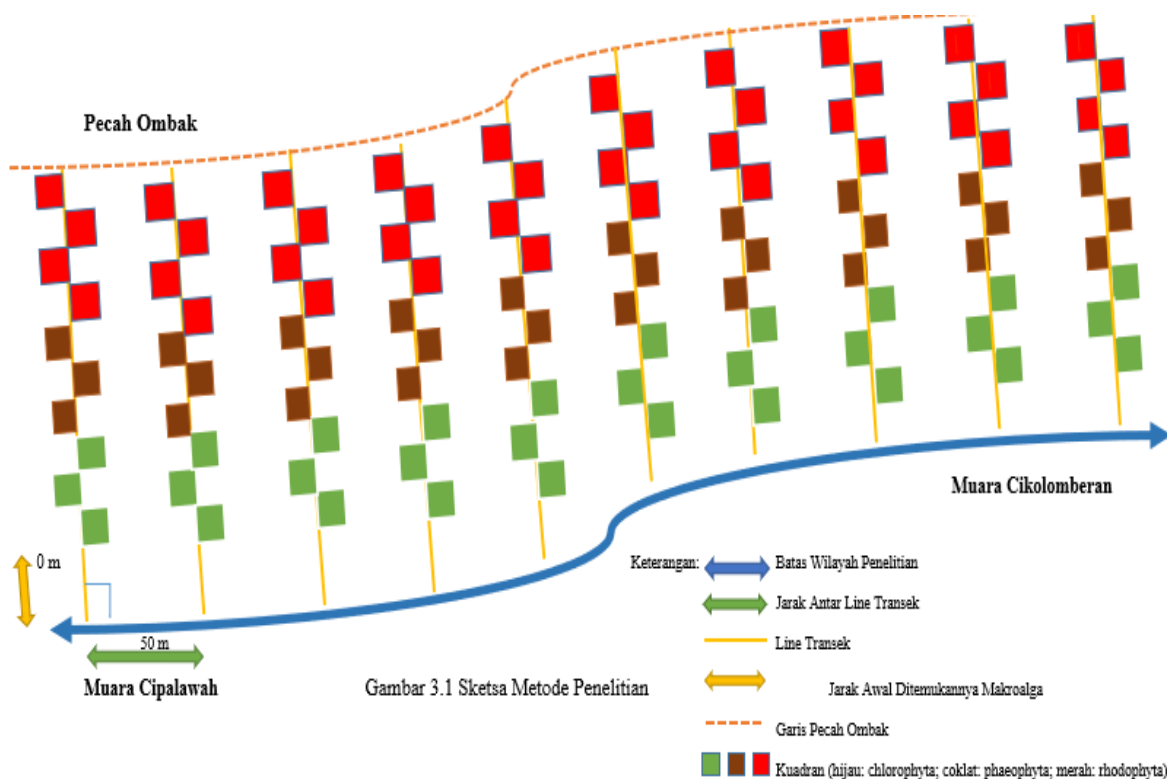 Pecah Ombak
0 m
50 m
Muara Cipalawah
Muara Cikolomberan
Gambar 3.1 Sketsa Metode Penelitian
Keterangan:
Batas Wilayah Penelitian
Jarak Antar Line Transek
Line Transek
Jarak Awal Ditemukannya Makroalga
Garis Pecah Ombak
Kuadran (hijau: chlorophyta; coklat: phaeophyta; merah: rhodophyta)